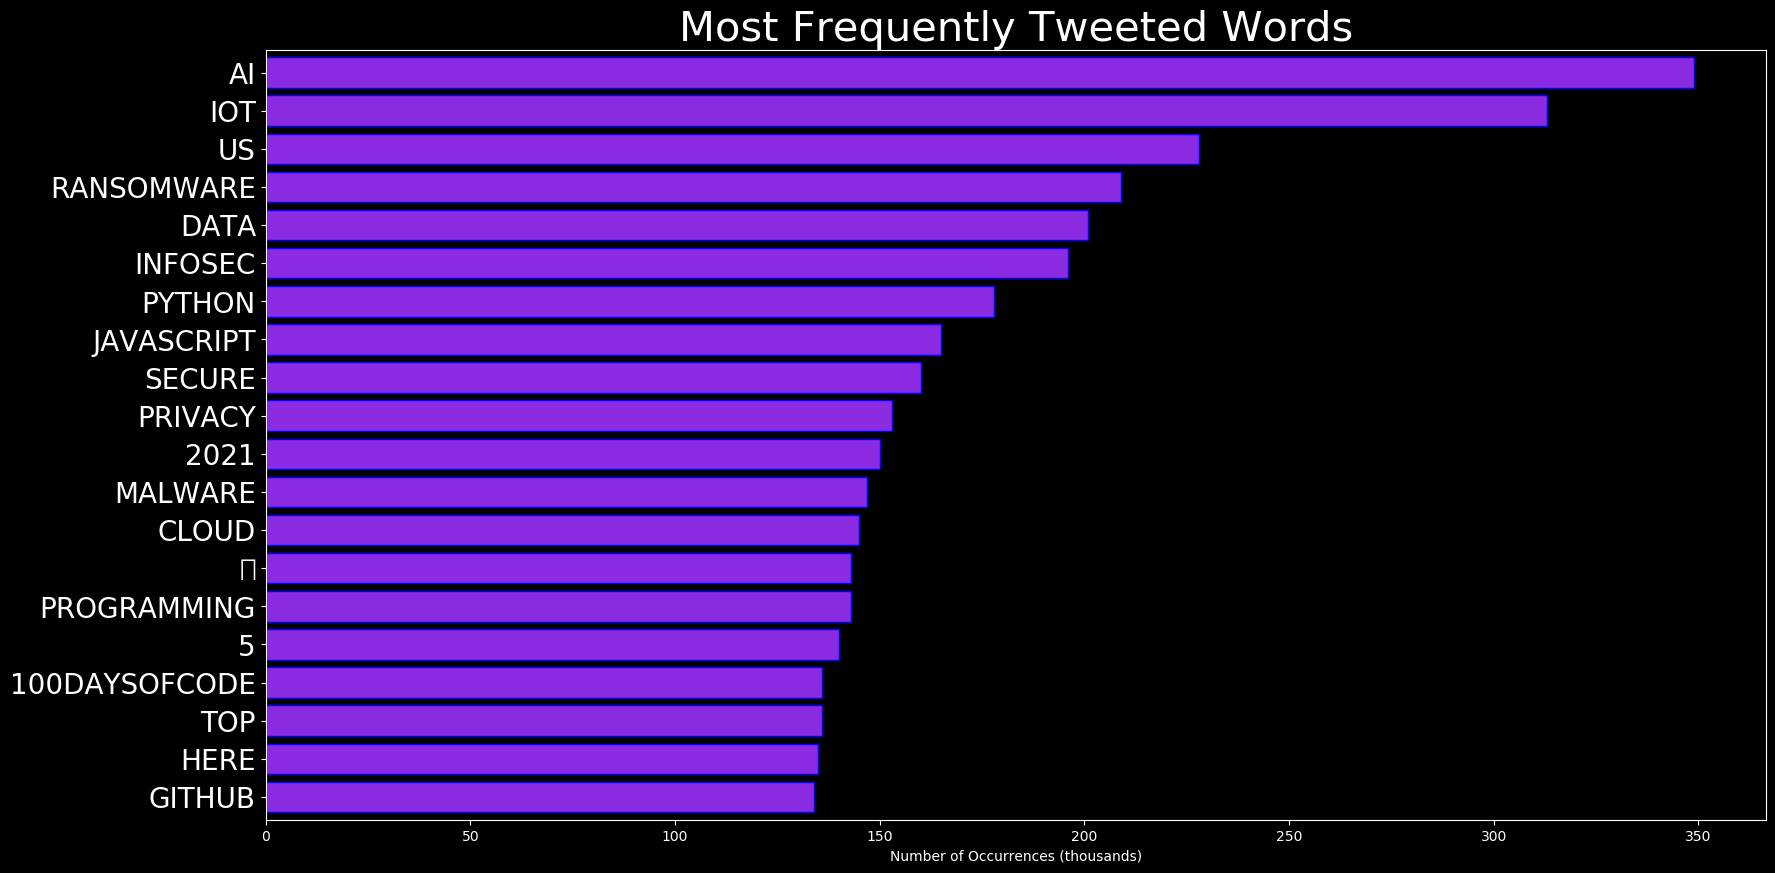 Most Frequently Tweeted Words
AI
IOT
US
RANSOMWARE
DATA
INFOSEC
PYTHON
JAVASCRIPT
SECURE
PRIVACY
2021
MALWARE
CLOUD
PROGRAMMING
5
100DAYSOFCODE
TOP
HERE
GITHUB
0 50 100 150 200 250 300 350
Number of Occurrences (thousands)